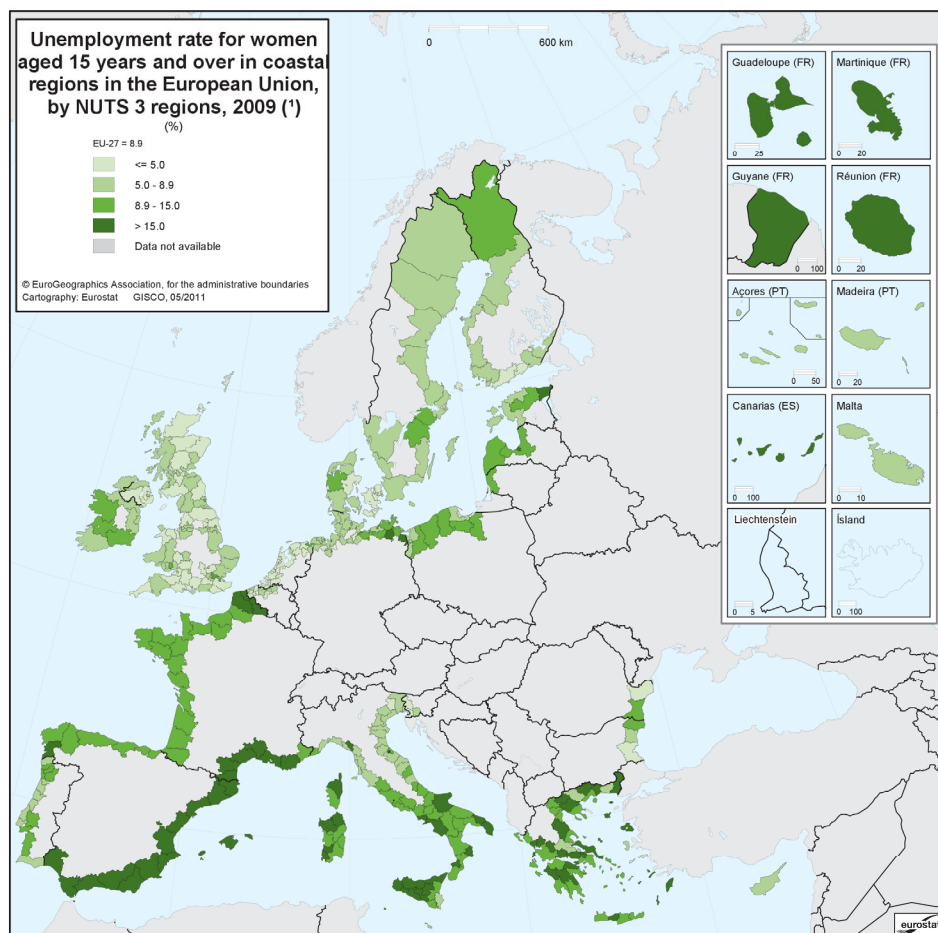 Unemployment rate for women
aged 15 years and over in coastal
regions in the European Union,
by NUTS 3 regions, 2009 (¹)
(%)
EU-27 = 8.9
<= 5.0
5.0 - 8.9
8.9 - 15.0
> 15.0
Data not available
© EuroGeographics Association, for the administrative boundaries
Cartography: Eurostat GISCO, 05/2011
0 600 km
Guadeloupe (FR)
0 25
Martinique (FR)
0 20
Guyane (FR)
0 100
Réunion (FR)
0 20
Açores (PT)
0 50
Madeira (PT)
0 20
Canarias (ES)
0 100
Malta
0 10
Liechtenstein
0 5
Ísland
0 100
eurostat